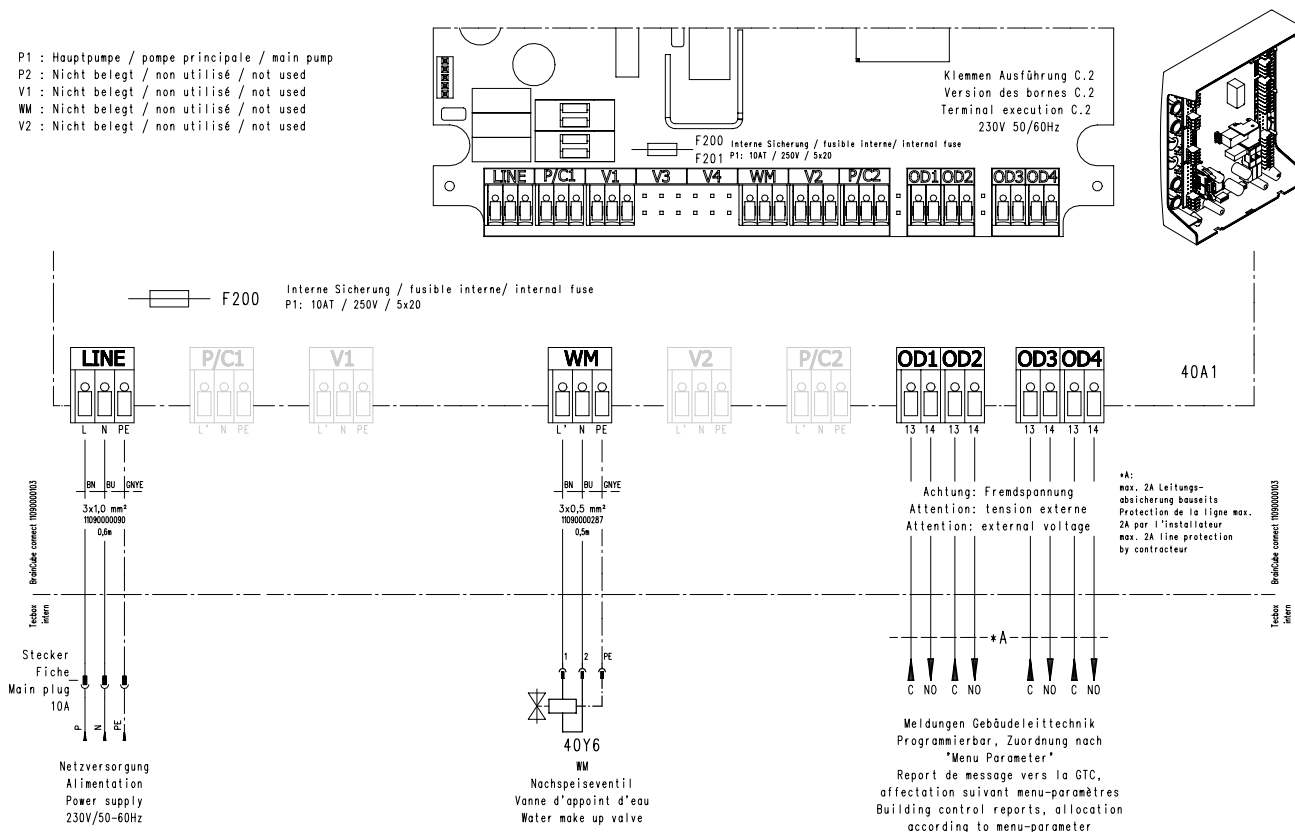 P1 : Hauptpumpe / pompe principale / main pump
P2 : Nicht belegt / non utilisé / not used
V1 : Nicht belegt / non utilisé / not used
WM : Nicht belegt / non utilisé / not used
V2 : Nicht belegt / non utilisé / not used
Klemmen Ausführung C.2
Version des bornes C.2
Terminal execution C.2
230V 50/60Hz
F200 Interne Sicherung / fusible interne/ internal fuse
F201 P1: 10AT / 250V / 5x20
LINE P/C1 V1 V3 V4 WM V2 P/C2 OD1 OD2 OD3 OD4
F200
Interne Sicherung / fusible interne/ internal fuse
P1: 10AT / 250V / 5x20
LINE P/C1 V1 WM V2 P/C2 OD1 OD2 OD3 OD4
40A1
L N PE L' N PE L' N PE L' N PE L' N PE L' N PE 13 14 13 14 13 14 13 14
BN BU GNYE
3x1,0 mm²
11090000090
0,6m
BN BU GNYE
3x0,5 mm²
11090000287
0,5m
Achtung: Fremdspannung
Attention: tension externe
Attention: external voltage
*A:
max. 2A Leitungs-
absicherung bauseits
Protection de la ligne max.
2A par l'installateur
max. 2A line protection
by contracteur
BrainCube connect 11090000103
Tecbox
intern
BrainCube connect 11090000103
Tecbox
intern
*A
Stecker
Fiche
Main plug
10A
P N PE
Netzversorgung
Alimentation
Power supply
230V/50-60Hz
1 2 PE
40Y6
WM
Nachspeiseventil
Vanne d'appoint d'eau
Water make up valve
C NO C NO C NO C NO
Meldungen Gebäudeleittechnik
Programmierbar, Zuordnung nach
"Menu Parameter"
Report de message vers la GTC,
affectation suivant menu-paramètres
Building control reports, allocation
according to menu-parameter